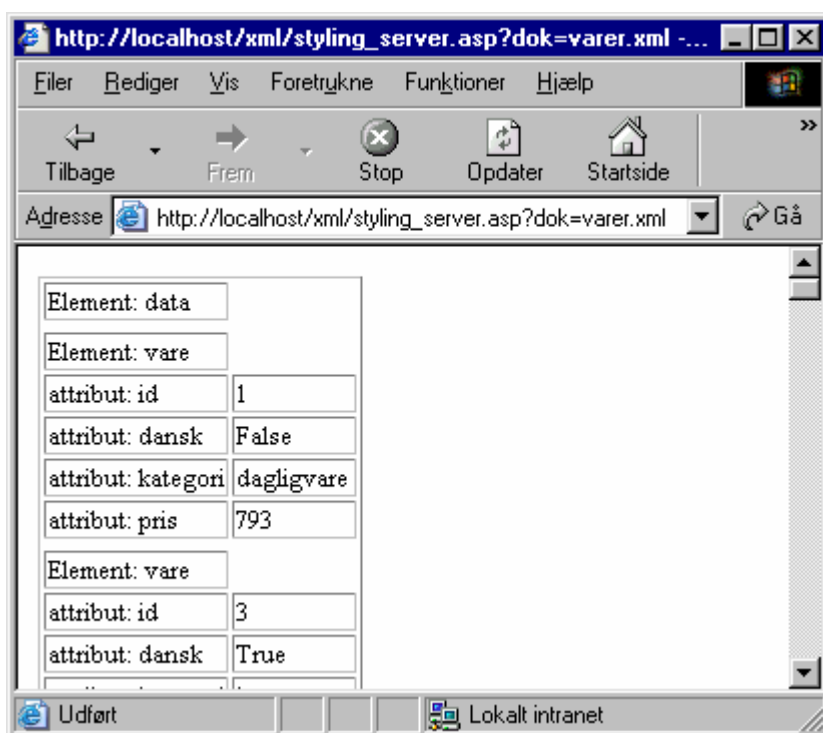 http://localhost/xml/styling_server.asp?dok=varer.xml -...
Filer Rediger Vis Foretrukne Funktioner Hjælp
Tilbage Frem Stop Opdater Startside »
Adresse http://localhost/xml/styling_server.asp?dok=varer.xml Gå
Element: data
Element: vare
attribut: id 1
attribut: dansk False
attribut: kategori dagligvare
attribut: pris 793
Element: vare
attribut: id 3
attribut: dansk True
Udført Lokalt intranet